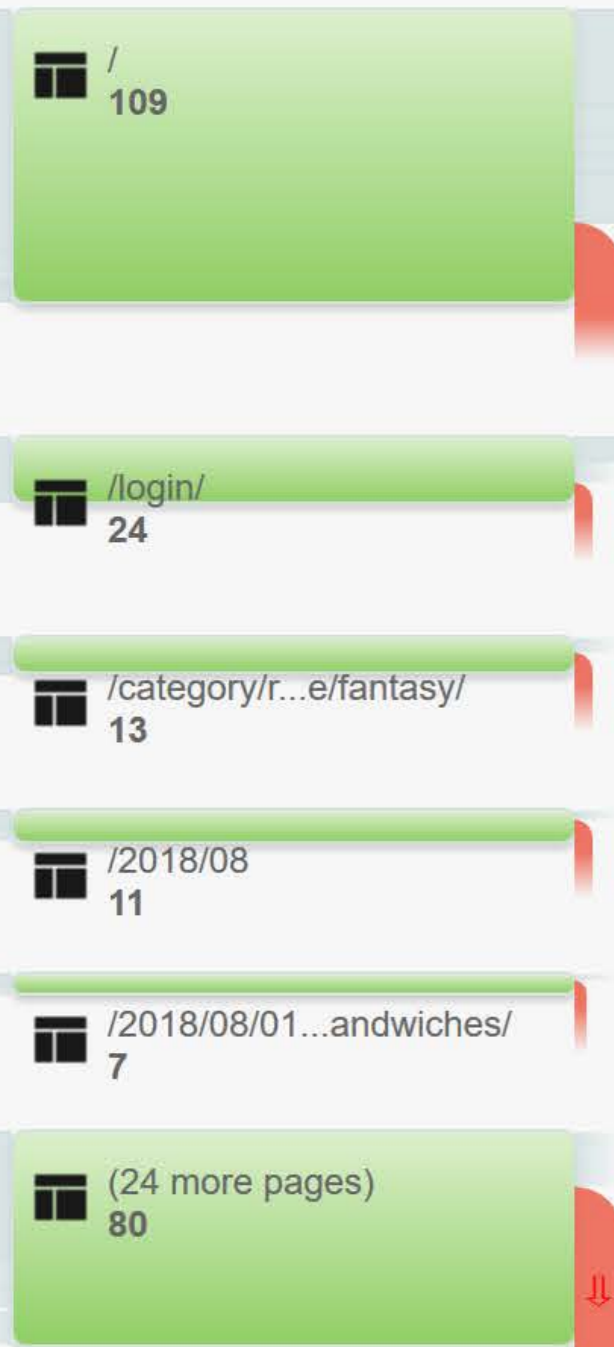 /
109
/login/
24
/category/r...e/fantasy/
13
/2018/08
11
/2018/08/01...andwiches/
7
(24 more pages)
80
⇓